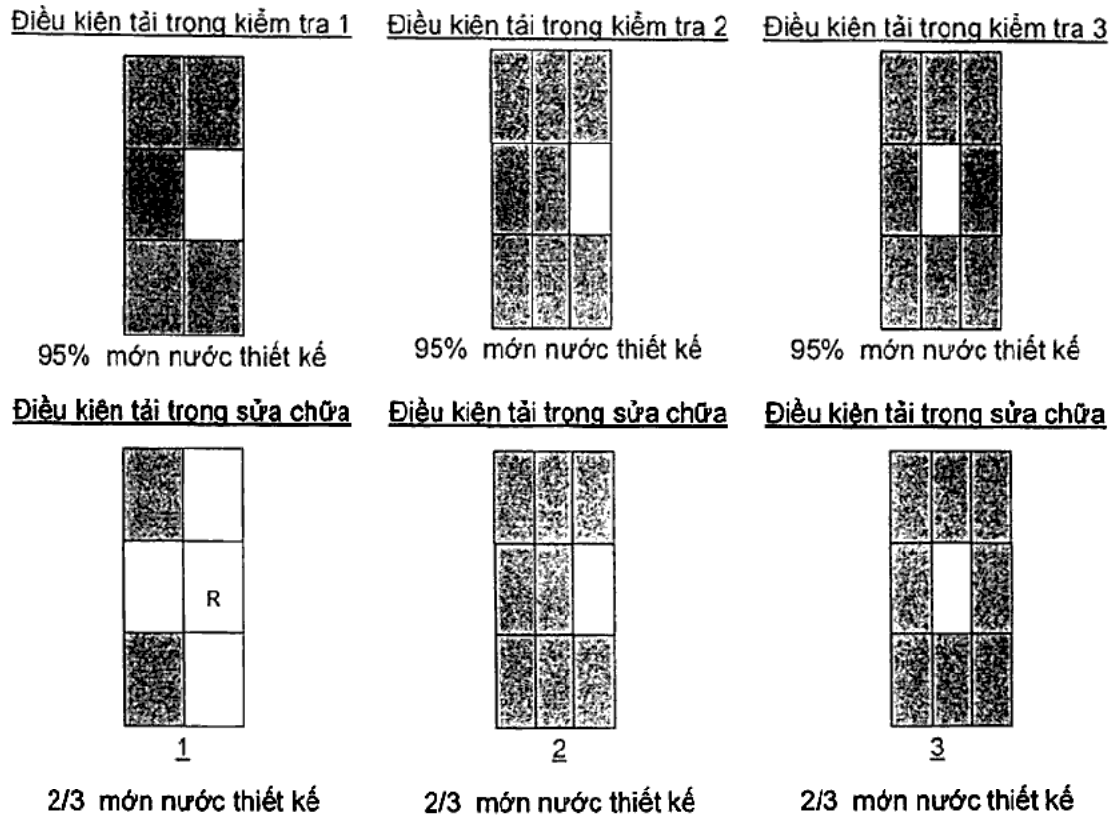 Điều kiện tải trọng kiểm tra 1
Điều kiện tải trọng kiểm tra 2
Điều kiện tải trọng kiểm tra 3
95% mớn nước thiết kế
95% mớn nước thiết kế
95% mớn nước thiết kế
Điều kiện tải trọng sửa chữa
Điều kiện tải trọng sửa chữa
Điều kiện tải trọng sửa chữa
R
1
2
3
2/3 mớn nước thiết kế
2/3 mớn nước thiết kế
2/3 mớn nước thiết kế